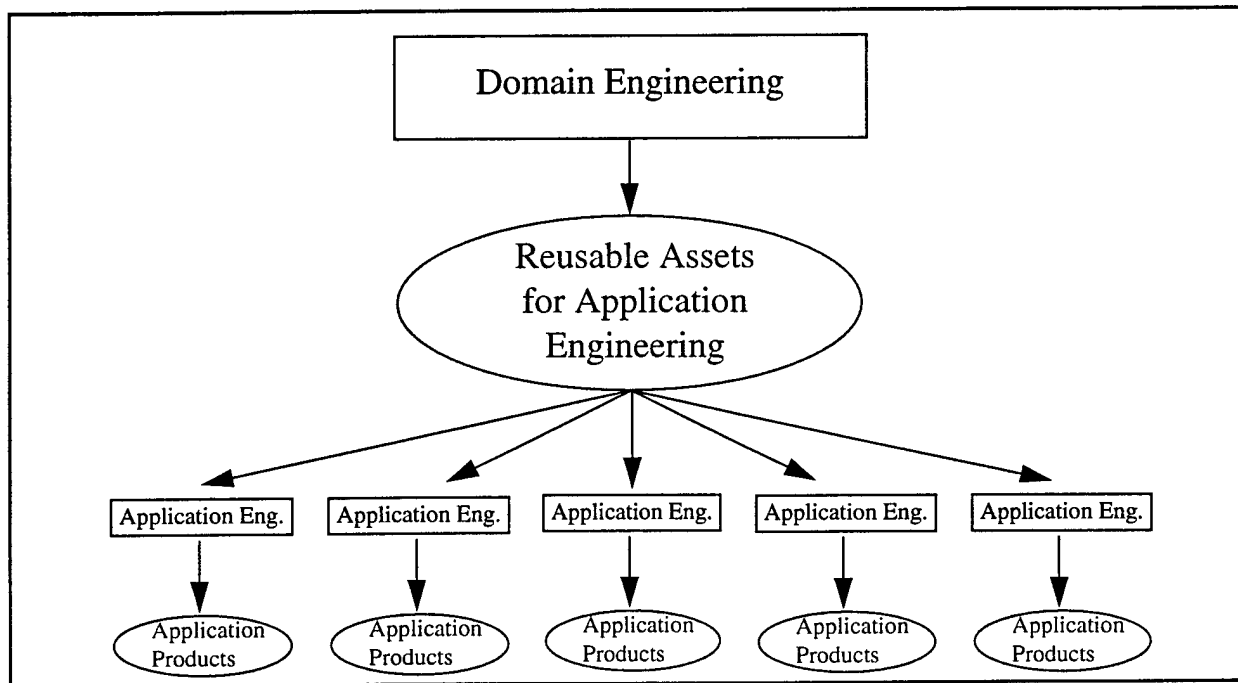 Domain Engineering
Reusable Assets
for Application
Engineering
Application Eng.
Application Eng.
Application Eng.
Application Eng.
Application Eng.
Application
Products
Application
Products
Application
Products
Application
Products
Application
Products